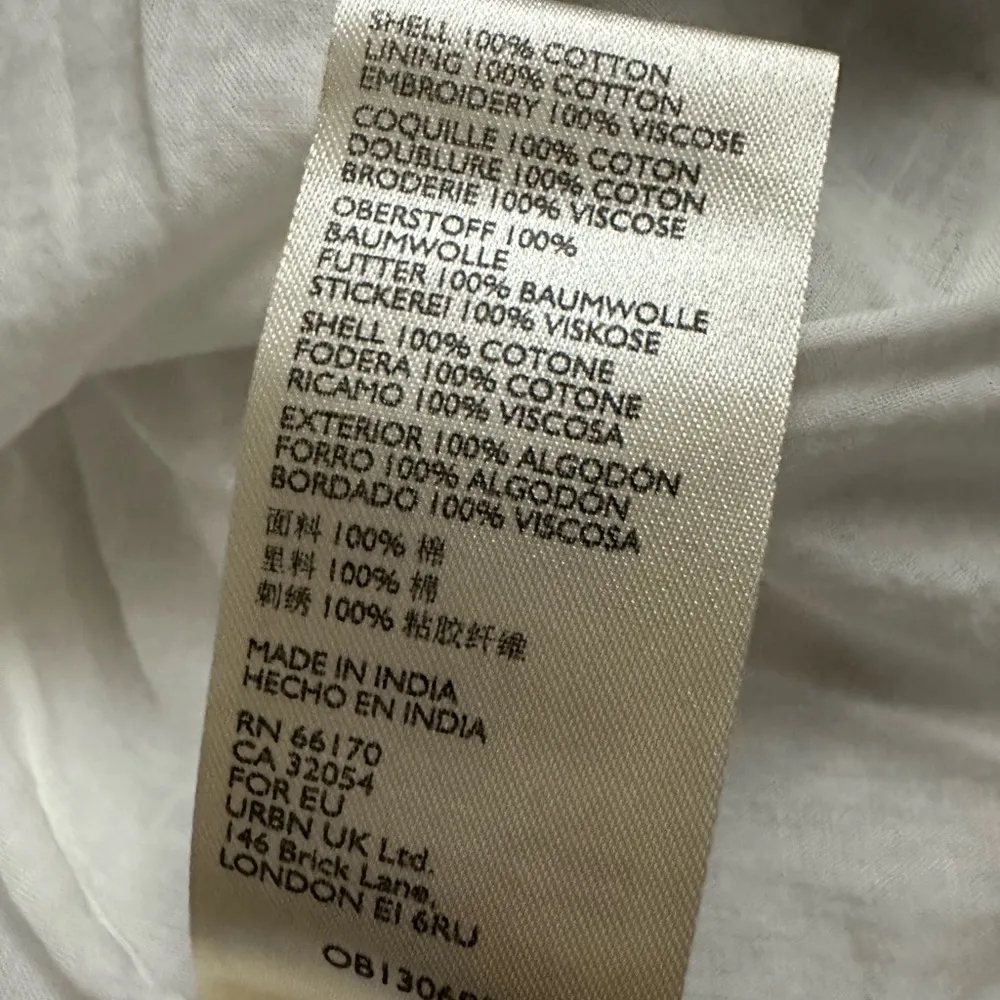 SHELL 100% COTTON
LINING 100% COTTON
EMBROIDERY 100% VISCOSE
COQUILLE 100% COTON
DOUBLURE 100% COTON
BRODERIE 100% VISCOSE
OBERSTOFF 100%
BAUMWOLLE
FUTTER 100% BAUMWOLLE
STICKEREI 100% VISKOSE
SHELL 100% COTONE
FODERA 100% COTONE
RICAMO 100% VISCOSA
EXTERIOR 100% ALGODÓN
FORRO 100% ALGODÓN
BORDADO 100% VISCOSA
面料 100% 棉
里料 100% 棉
刺绣 100% 粘胶纤维
MADE IN INDIA
HECHO EN INDIA
RN 66170
CA 32054
FOR EU
URBN UK Ltd.
146 Brick Lane,
LONDON E1 6RU